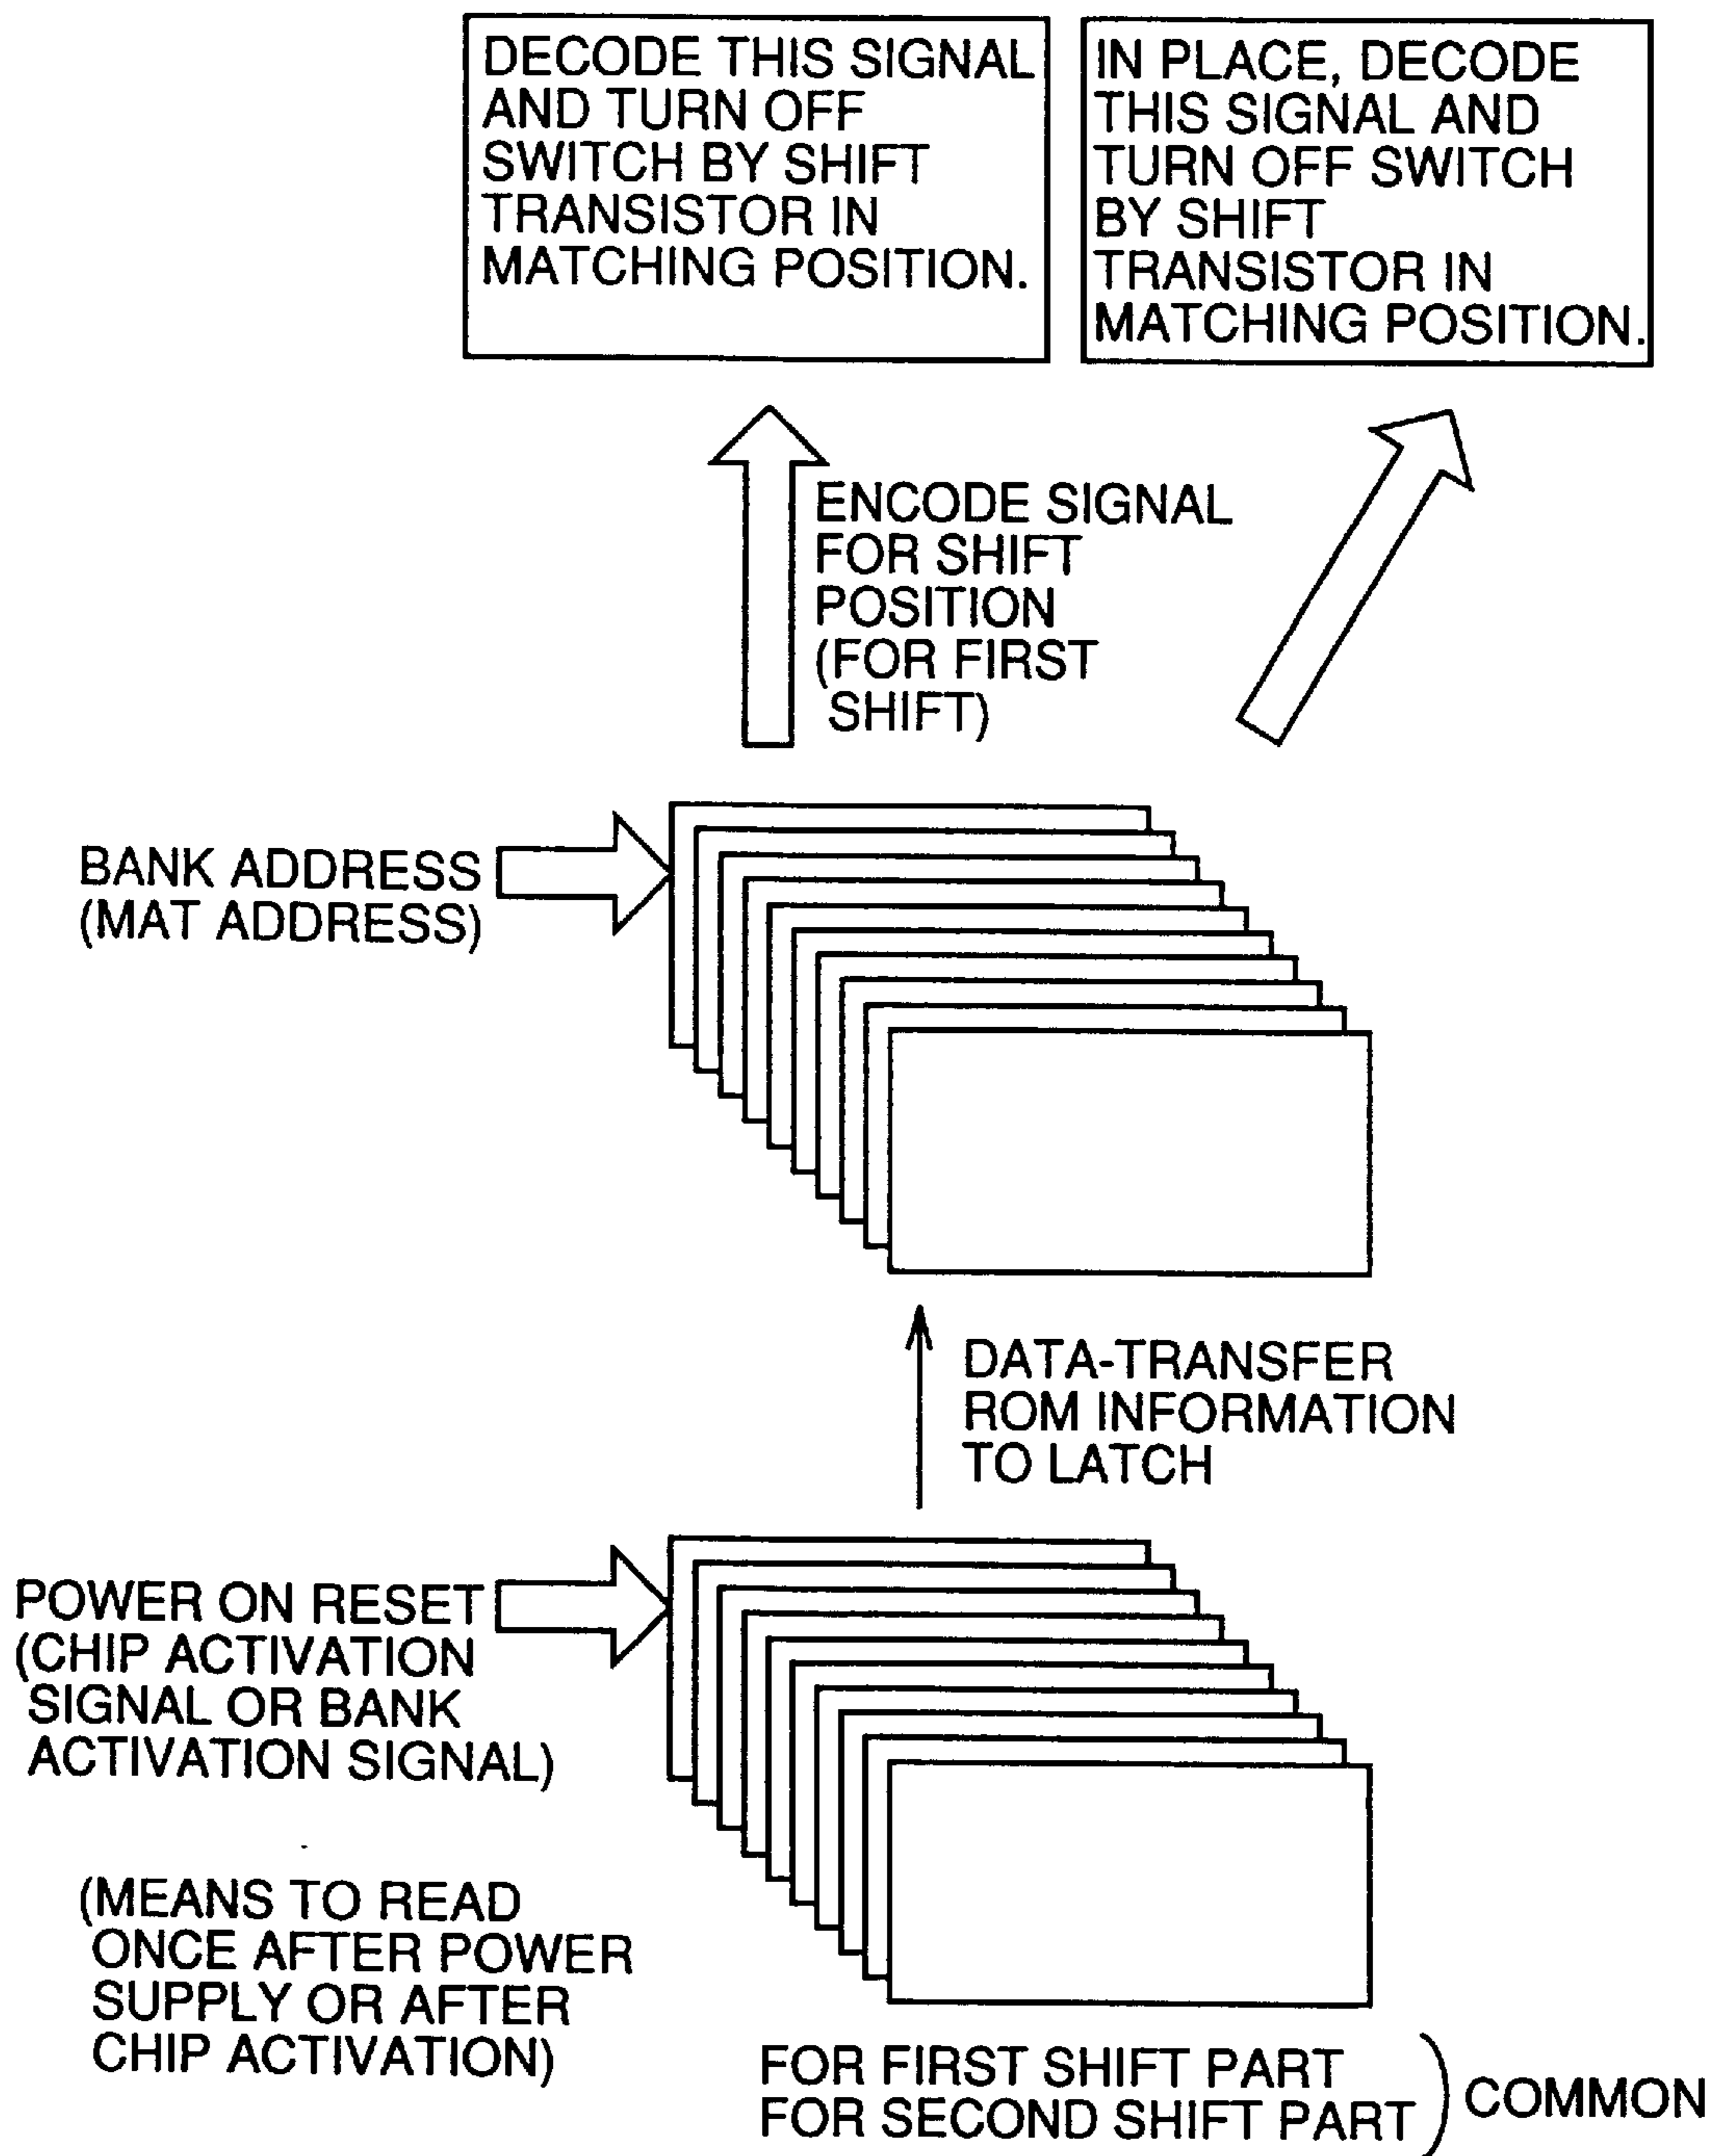 DECODE THIS SIGNAL
AND TURN OFF
SWITCH BY SHIFT
TRANSISTOR IN
MATCHING POSITION.
IN PLACE, DECODE
THIS SIGNAL AND
TURN OFF SWITCH
BY SHIFT
TRANSISTOR IN
MATCHING POSITION.
ENCODE SIGNAL
FOR SHIFT
POSITION
(FOR FIRST
SHIFT)
BANK ADDRESS
(MAT ADDRESS)
DATA-TRANSFER
ROM INFORMATION
TO LATCH
POWER ON RESET
(CHIP ACTIVATION
SIGNAL OR BANK
ACTIVATION SIGNAL)
(MEANS TO READ
ONCE AFTER POWER
SUPPLY OR AFTER
CHIP ACTIVATION)
FOR FIRST SHIFT PART
FOR SECOND SHIFT PART
) COMMON